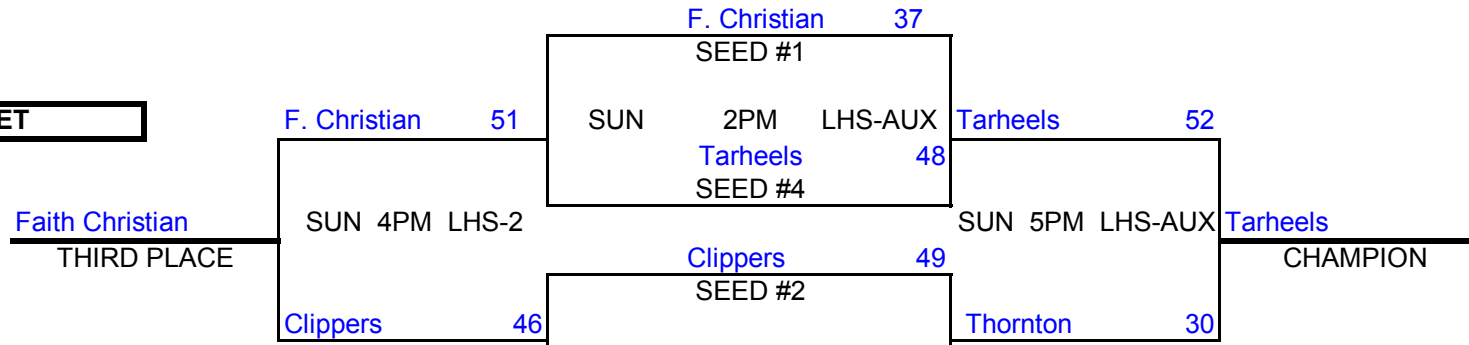 F. Christian 37
SEED #1
ET F. Christian 51 SUN 2PM LHS-AUX Tarheels 52
Tarheels 48
SEED #4
Faith Christian SUN 4PM LHS-2 SUN 5PM LHS-AUX Tarheels
THIRD PLACE Clippers 49 CHAMPION
SEED #2
Clippers 46 Thornton 30